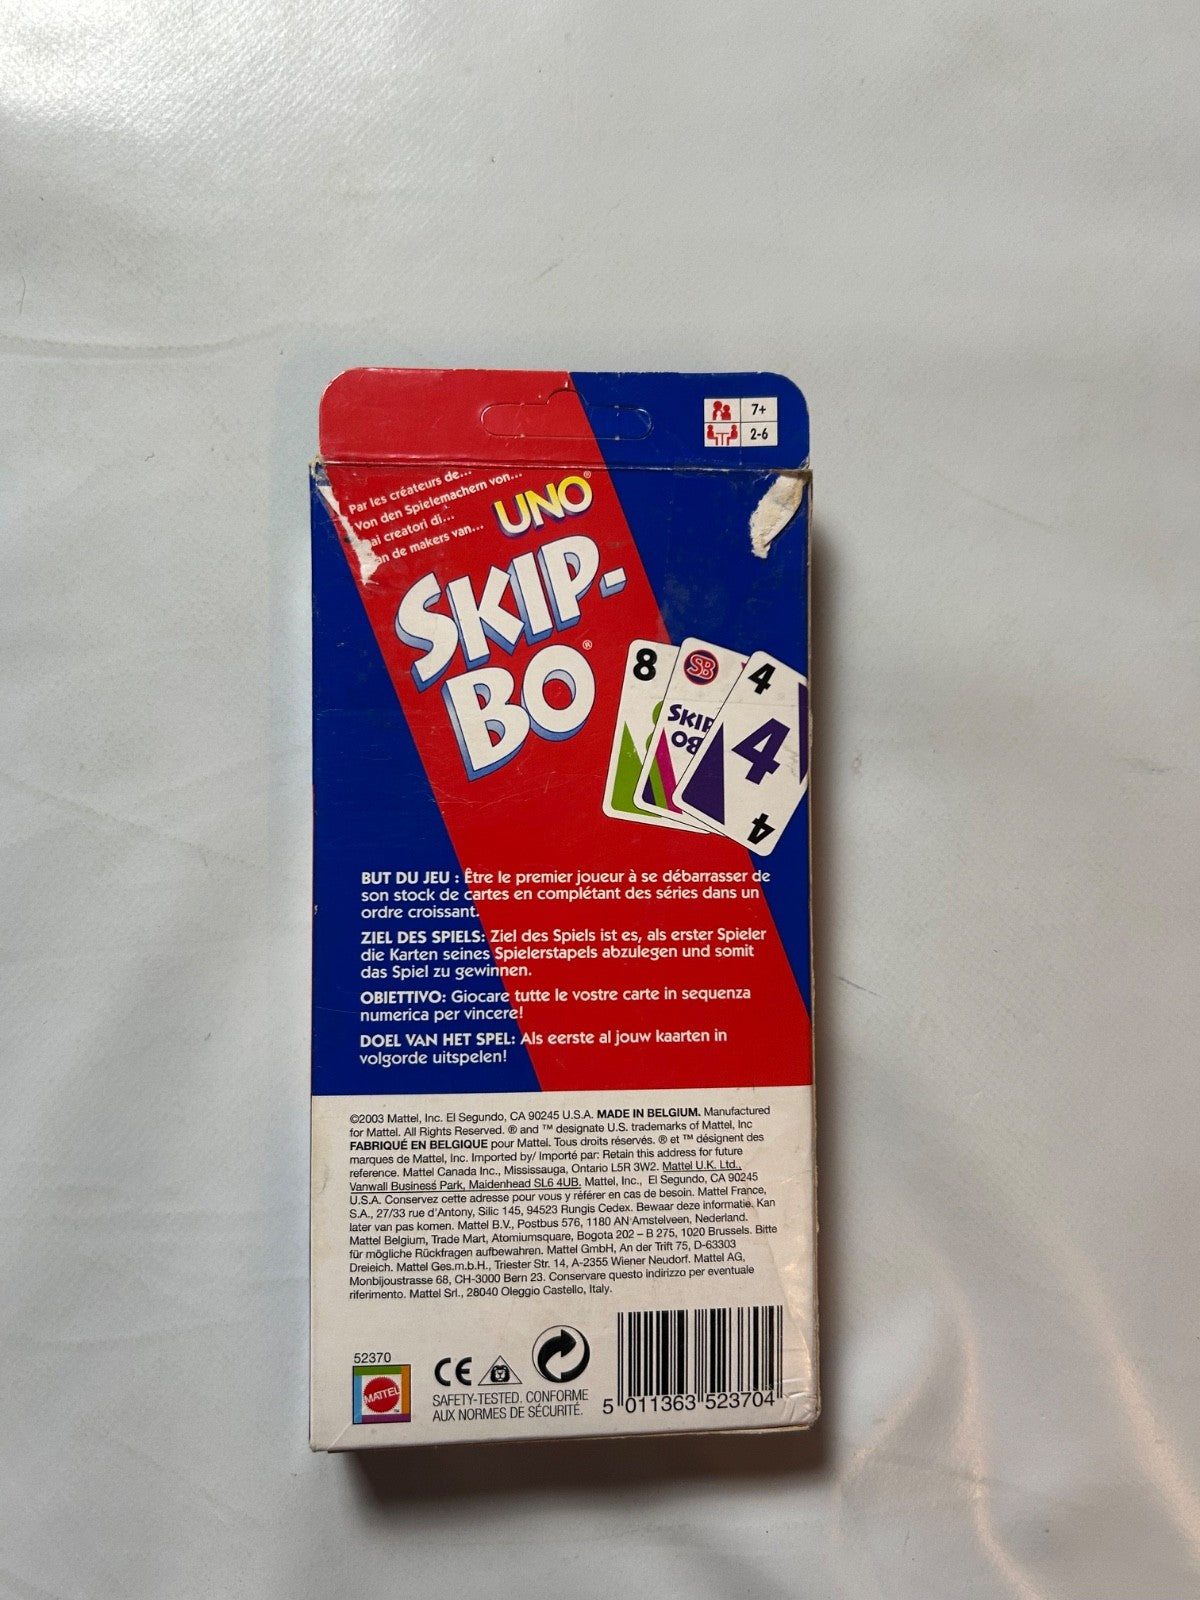 7+
2-6
Par les créateurs de...
Von den Spielemachern von...
ai creatori di...
an de makers van...
UNO®
SKIP-
BO®
8
SB
SKIP
BO
4
4
4
BUT DU JEU : Être le premier joueur à se débarrasser de
son stock de cartes en complétant des séries dans un
ordre croissant.
ZIEL DES SPIELS: Ziel des Spiels ist es, als erster Spieler
die Karten seines Spielerstapels abzulegen und somit
das Spiel zu gewinnen.
OBIETTIVO: Giocare tutte le vostre carte in sequenza
numerica per vincere!
DOEL VAN HET SPEL: Als eerste al jouw kaarten in
volgorde uitspelen!
©2003 Mattel, Inc. El Segundo, CA 90245 U.S.A. MADE IN BELGIUM. Manufactured
for Mattel. All Rights Reserved. ® and ™ designate U.S. trademarks of Mattel, Inc
FABRIQUÉ EN BELGIQUE pour Mattel. Tous droits réservés. ® et ™ désignent des
marques de Mattel, Inc. Imported by/ Importé par: Retain this address for future
reference. Mattel Canada Inc., Mississauga, Ontario L5R 3W2. Mattel U.K. Ltd.,
Vanwall Business Park, Maidenhead SL6 4UB. Mattel, Inc., El Segundo, CA 90245
U.S.A. Conservez cette adresse pour vous y référer en cas de besoin. Mattel France,
S.A., 27/33 rue d'Antony, Silic 145, 94523 Rungis Cedex. Bewaar deze informatie. Kan
later van pas komen. Mattel B.V., Postbus 576, 1180 AN Amstelveen, Nederland.
Mattel Belgium, Trade Mart, Atomiumsquare, Bogota 202 – B 275, 1020 Brussels. Bitte
für mögliche Rückfragen aufbewahren. Mattel GmbH, An der Trift 75, D-63303
Dreieich. Mattel Ges.m.b.H., Triester Str. 14, A-2355 Wiener Neudorf. Mattel AG,
Monbijoustrasse 68, CH-3000 Bern 23. Conservare questo indirizzo per eventuale
riferimento. Mattel Srl., 28040 Oleggio Castello, Italy.
52370
MATTEL
™
CE
SAFETY-TESTED. CONFORME
AUX NORMES DE SÉCURITÉ.
5 011363 523704